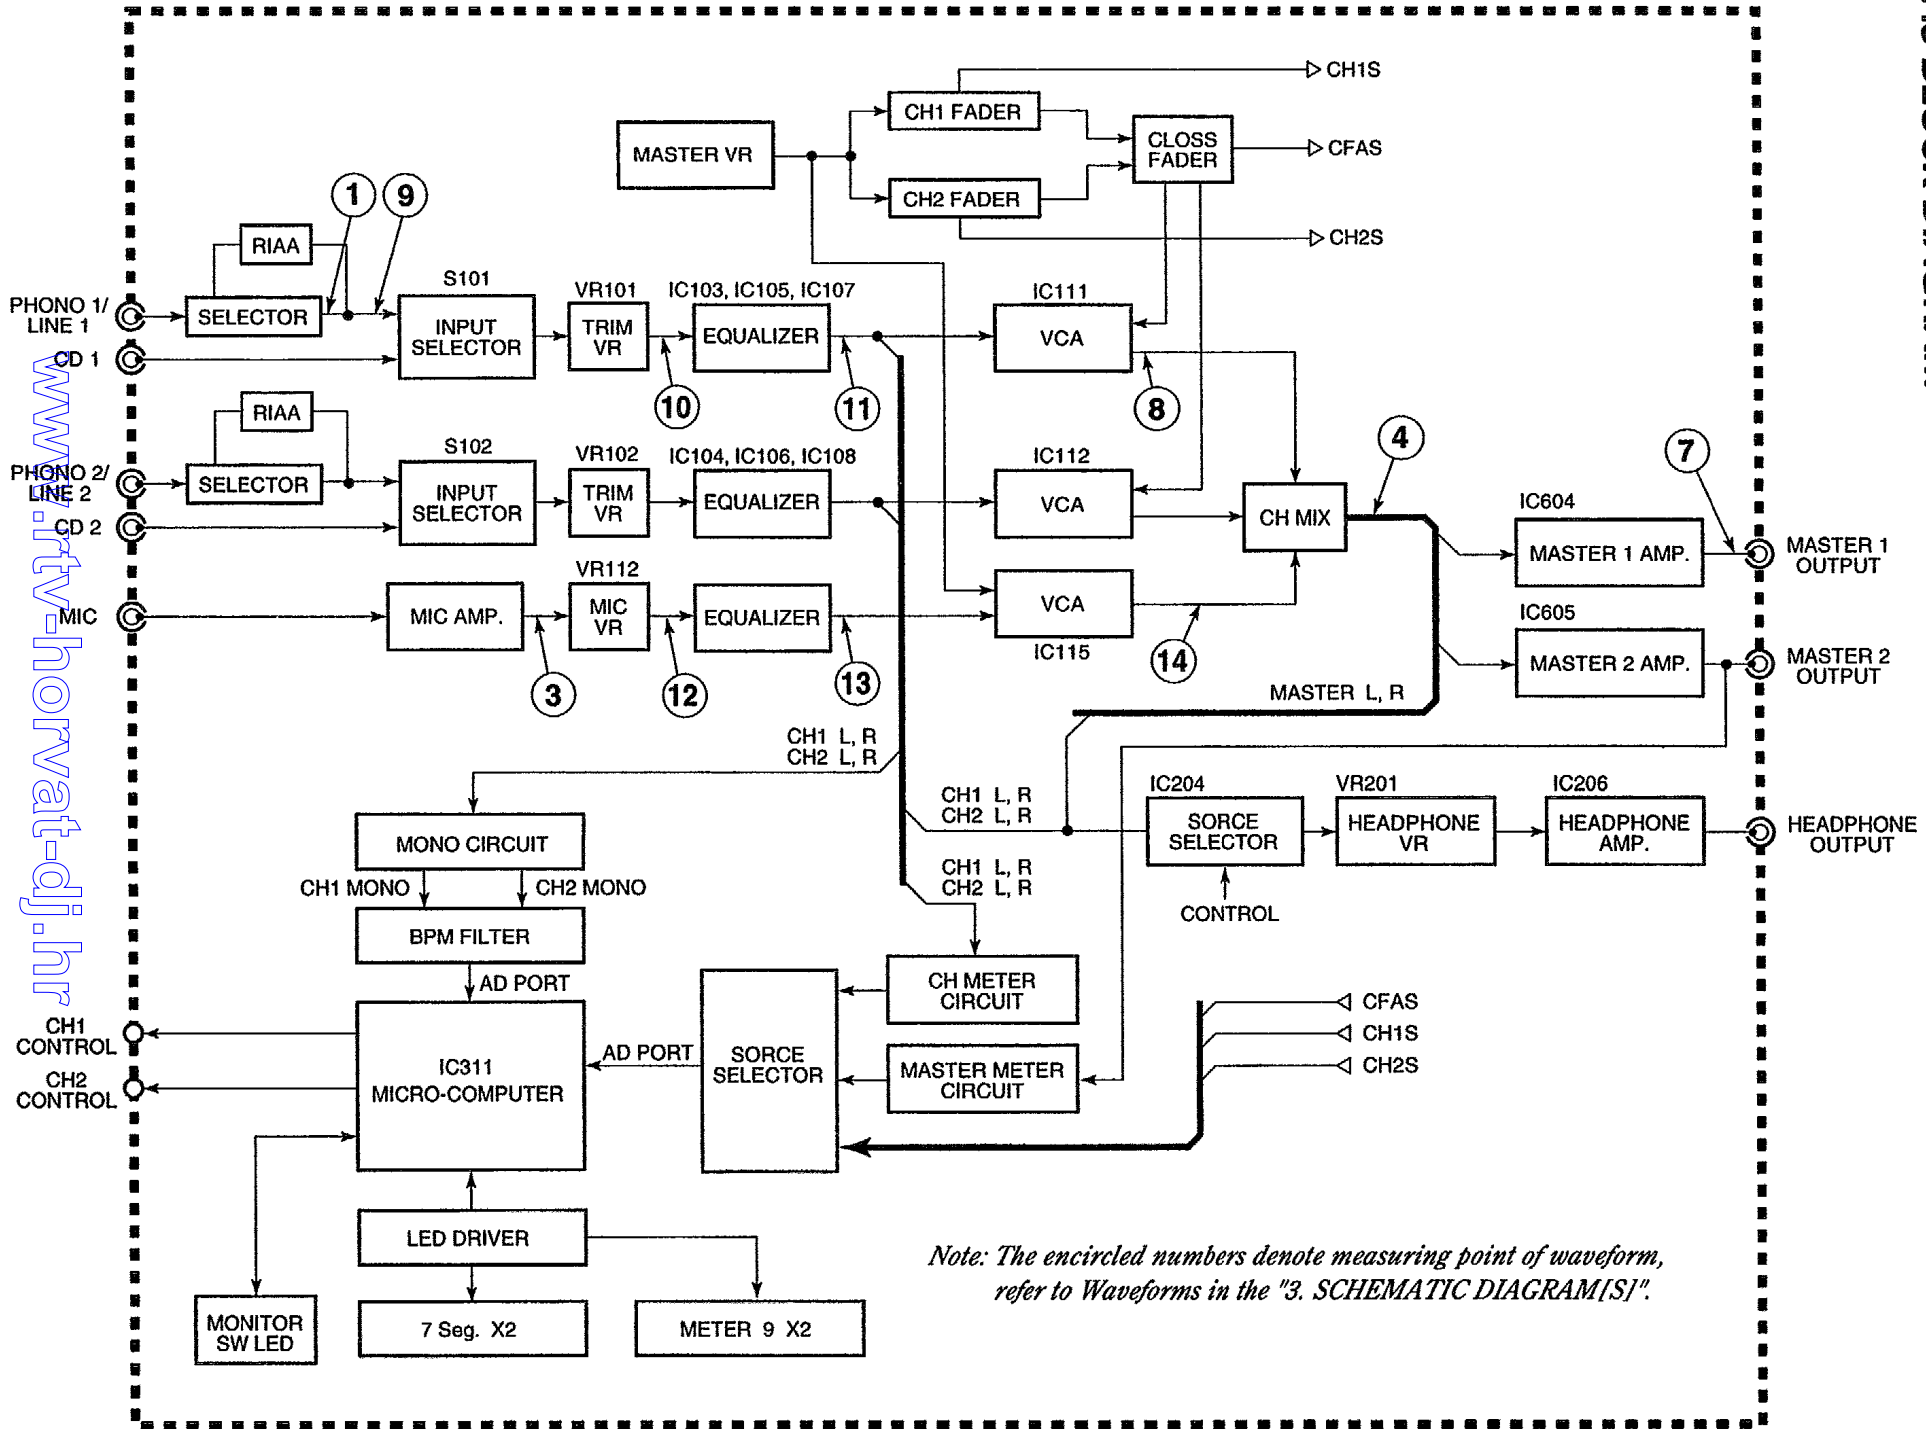 CH1S
CH1 FADER
MASTER VR
CLOSS
FADER
CFAS
CH2 FADER
CH2S
1
9
RIAA
PHONO 1/
LINE 1
SELECTOR
CD 1
S101
INPUT
SELECTOR
VR101
TRIM
VR
IC103, IC105, IC107
EQUALIZER
IC111
VCA
10
11
8
RIAA
PHONO 2/
LINE 2
SELECTOR
CD 2
S102
INPUT
SELECTOR
VR102
TRIM
VR
IC104, IC106, IC108
EQUALIZER
IC112
VCA
CH MIX
4
7
IC604
MASTER 1 AMP.
MASTER 1
OUTPUT
MIC
MIC AMP.
VR112
MIC
VR
EQUALIZER
VCA
IC115
3
12
13
14
IC605
MASTER 2 AMP.
MASTER 2
OUTPUT
MASTER L, R
CH1 L, R
CH2 L, R
CH1 L, R
CH2 L, R
IC204
SORCE
SELECTOR
VR201
HEADPHONE
VR
IC206
HEADPHONE
AMP.
HEADPHONE
OUTPUT
CONTROL
MONO CIRCUIT
CH1 MONO
CH2 MONO
BPM FILTER
AD PORT
CH1 L, R
CH2 L, R
CH METER
CIRCUIT
CH1
CONTROL
CH2
CONTROL
IC311
MICRO-COMPUTER
AD PORT
SORCE
SELECTOR
MASTER METER
CIRCUIT
CFAS
CH1S
CH2S
LED DRIVER
MONITOR
SW LED
7 Seg. X2
METER 9 X2
Note: The encircled numbers denote measuring point of waveform,
refer to Waveforms in the "3. SCHEMATIC DIAGRAM[S]".
www.rtv-horvat-dj.hr